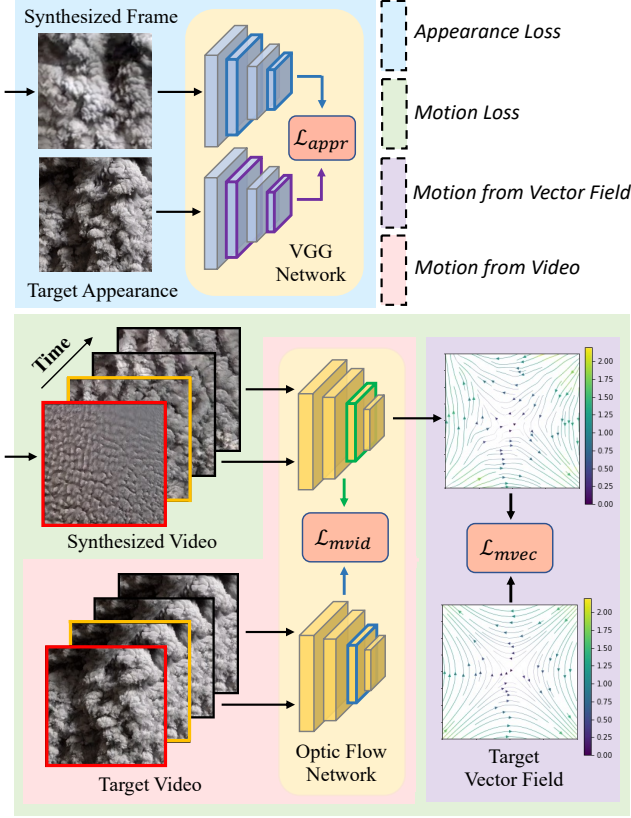 Synthesized Frame
Target Appearance
ℒ_appr
VGG
Network
Appearance Loss
Motion Loss
Motion from Vector Field
Motion from Video
Time
Synthesized Video
Target Video
ℒ_mvid
Optic Flow
Network
2.00
1.75
1.50
1.25
1.00
0.75
0.50
0.25
0.00
ℒ_mvec
2.00
1.75
1.50
1.25
1.00
0.75
0.50
0.25
0.00
Target
Vector Field